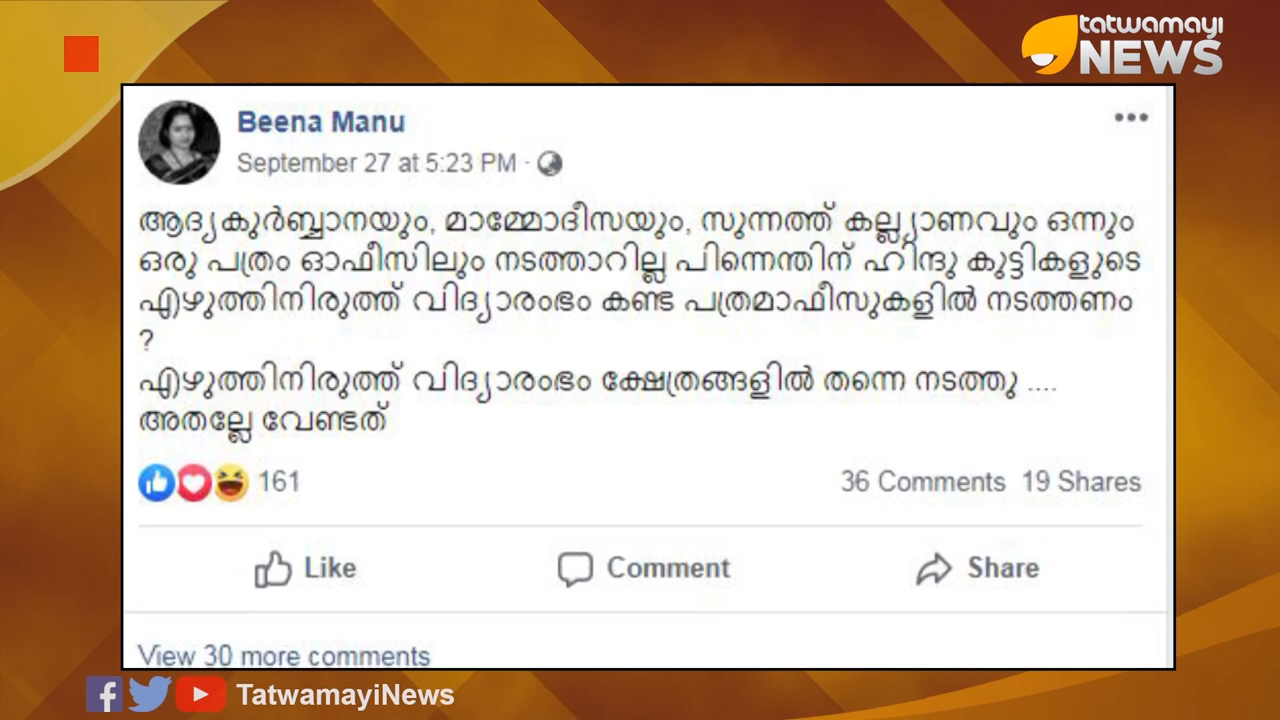 tatwamayi
NEWS
Beena Manu
September 27 at 5:23 PM ·
ആദ്യകുർബ്ബാനയും, മാമ്മോദീസയും, സുന്നത്ത് കല്ല്യാണവും ഒന്നും
ഒരു പത്രം ഓഫീസിലും നടത്താറില്ല പിന്നെന്തിന് ഹിന്ദു കുട്ടികളുടെ
എഴുത്തിനിരുത്ത് വിദ്യാരംഭം കണ്ട പത്രമാഫീസുകളിൽ നടത്തണം
?
എഴുത്തിനിരുത്ത് വിദ്യാരംഭം ക്ഷേത്രങ്ങളിൽ തന്നെ നടത്തു ....
അതല്ലേ വേണ്ടത്
161 36 Comments 19 Shares
Like Comment Share
View 30 more comments
TatwamayiNews